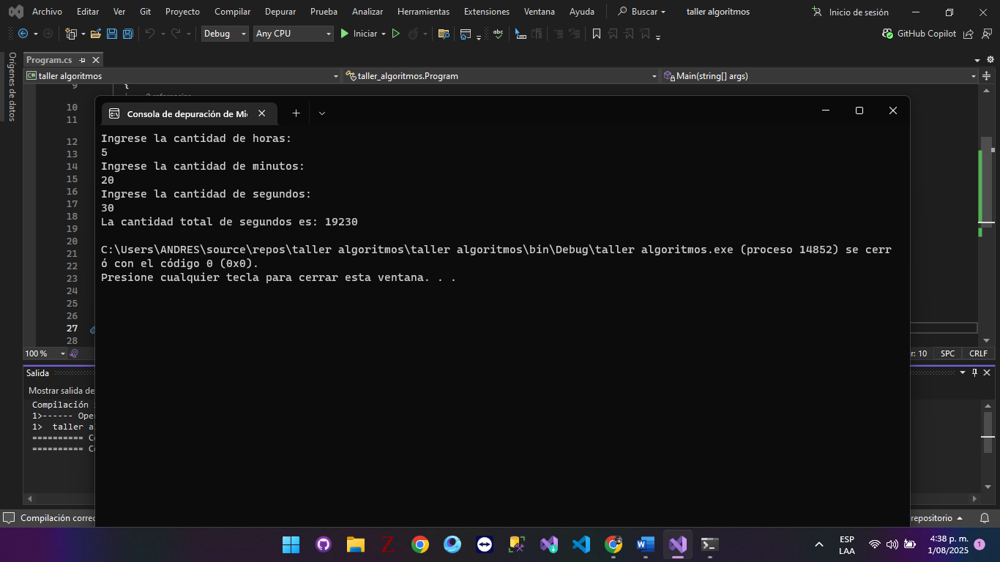 Archivo Editar Ver Git Proyecto Compilar Depurar Prueba Analizar Herramientas Extensiones Ventana Ayuda Buscar taller algoritmos Inicio de sesión
Debug Any CPU Iniciar GitHub Copilot
Orígenes de datos
Program.cs
taller algoritmos taller_algoritmos.Program Main(string[] args)
9 {
10
11
12
13
14
15
16
17
18
19
20
21
22
23
24
25
26
27
28
Consola de depuración de Mi
Ingrese la cantidad de horas:
5
Ingrese la cantidad de minutos:
20
Ingrese la cantidad de segundos:
30
La cantidad total de segundos es: 19230
C:\Users\ANDRES\source\repos\taller algoritmos\taller algoritmos\bin\Debug\taller algoritmos.exe (proceso 14852) se cerr
ó con el código 0 (0x0).
Presione cualquier tecla para cerrar esta ventana. . .
100 % r: 10 SPC CRLF
Salida
Mostrar salida de
Compilación
1>------ Ope
1> taller a
========== C
========== C
Compilación correc repositorio
ESP
LAA
4:38 p. m.
1/08/2025
1